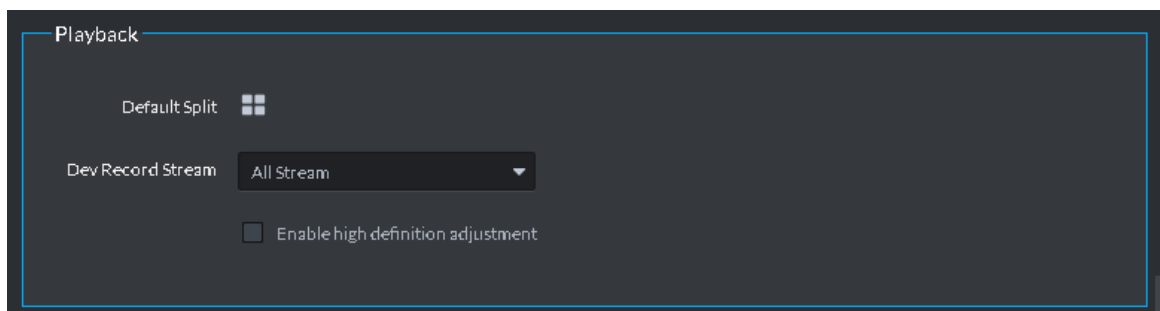 Playback
Default Split
Dev Record Stream All Stream
Enable high definition adjustment